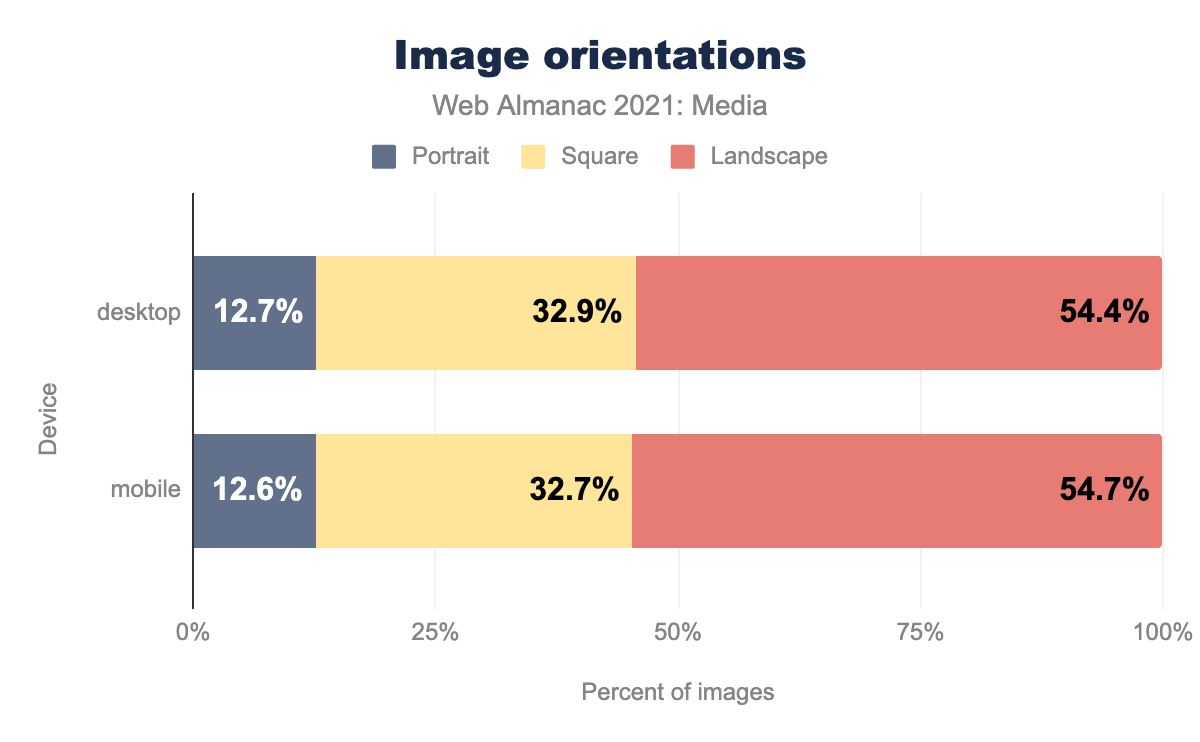 Image orientations
Web Almanac 2021: Media
Portrait Square Landscape
desktop 12.7% 32.9% 54.4%
Device
mobile 12.6% 32.7% 54.7%
0% 25% 50% 75% 100%
Percent of images